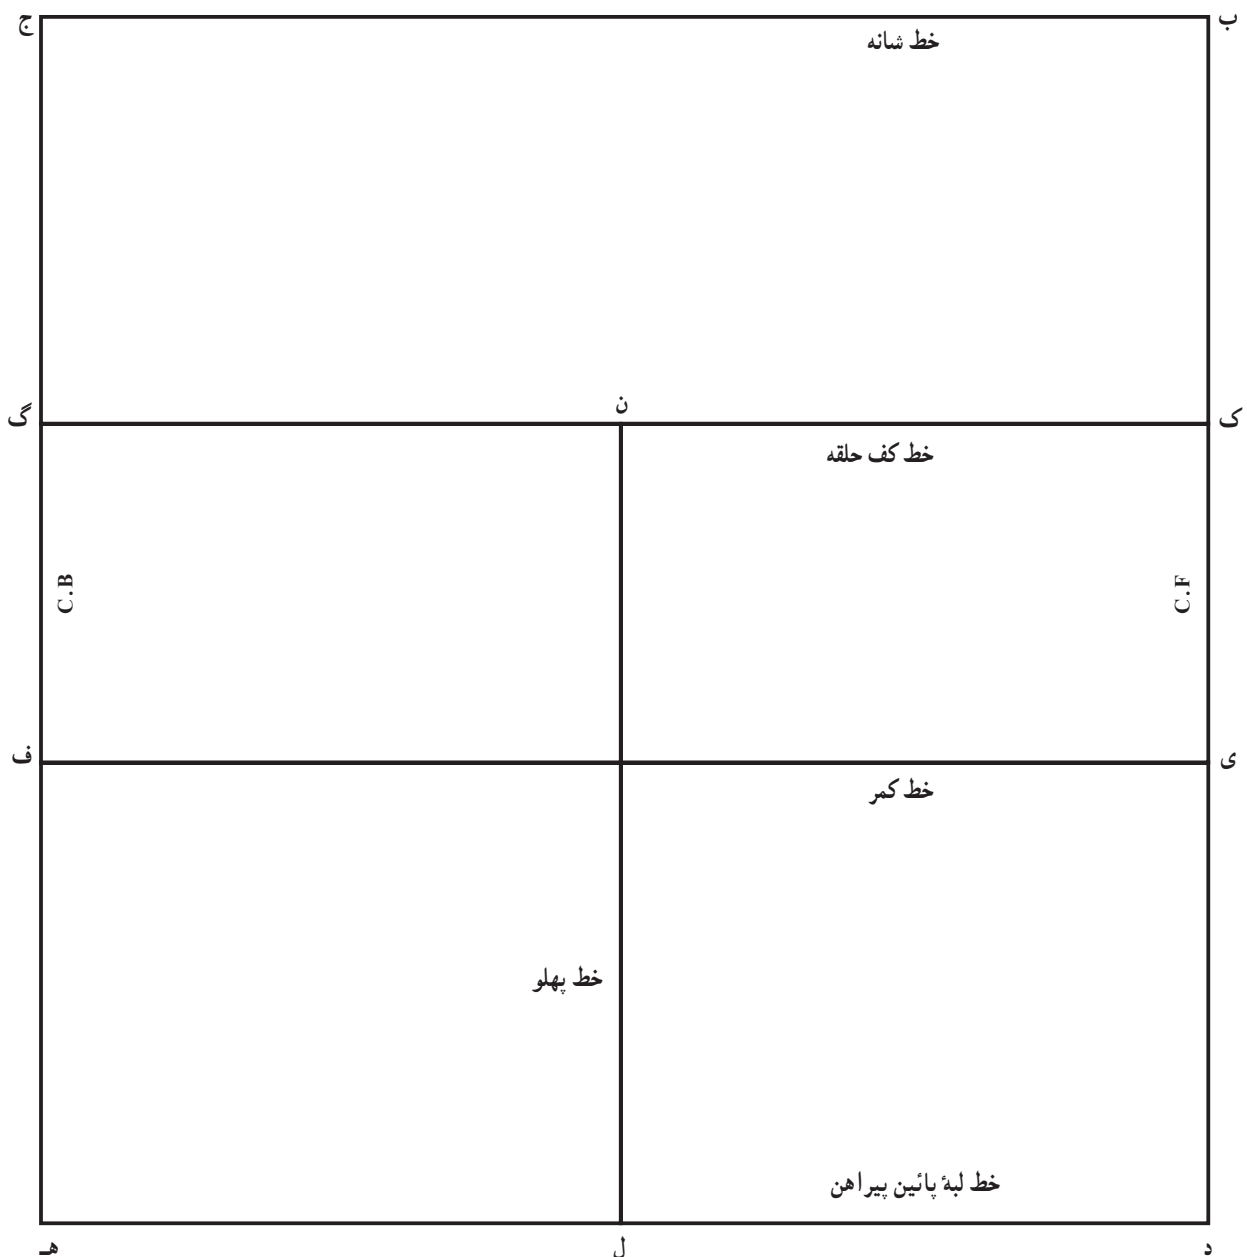 ب
ج
خط شانه
ن
ک
گ
خط کف حلقه
C.F
C.B
ی
ف
خط کمر
خط پهلو
خط لبهٔ پائین پیراهن
د
ل
هـ